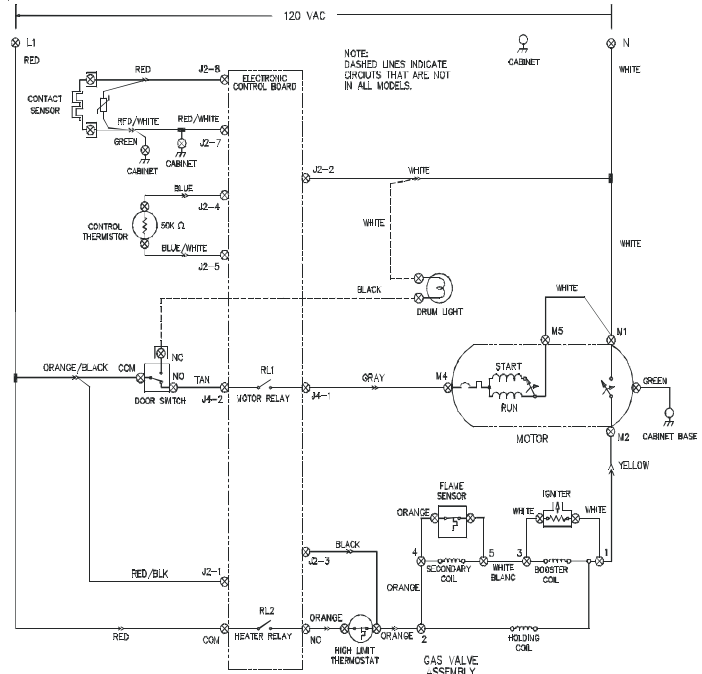 120 VAC
L1
RED
N
WHITE
CABINET
NOTE:
DASHED LINES INDICATE
CIRCIUTS THAT ARE NOT
IN ALL MODELS.
RED
J2-8
ELECTRONIC
CONTROL BOARD
CONTACT
SENSOR
RED/WHITE
RED/WHITE
GREEN
J2-7
CABINET
CABINET
J2-2
WHITE
BLUE
J2-4
CONTROL
THERMISTOR
50K Ω
WHITE
WHITE
BLUE/WHITE
J2-5
BLACK
DRUM LIGHT
WHITE
M5
M1
NC
ORANGE/BLACK
COM
NO
TAN
RL1
GRAY
M4
START
RUN
GREEN
DOOR SWITCH
J4-2
MOTOR RELAY
J4-1
MOTOR
M2
CABINET BASE
YELLOW
FLAME
SENSOR
IGNITER
ORANGE
WHITE
WHITE
BLACK
J2-3
4
SECONDARY
COIL
5
WHITE
BLANC
3
BOOSTER
COIL
1
RED/BLK
J2-1
ORANGE
RL2
ORANGE
RED
COM
HEATER RELAY
NC
HIGH LIMIT
THERMOSTAT
ORANGE
2
HOLDING
COIL
GAS VALVE
ASSEMBLY